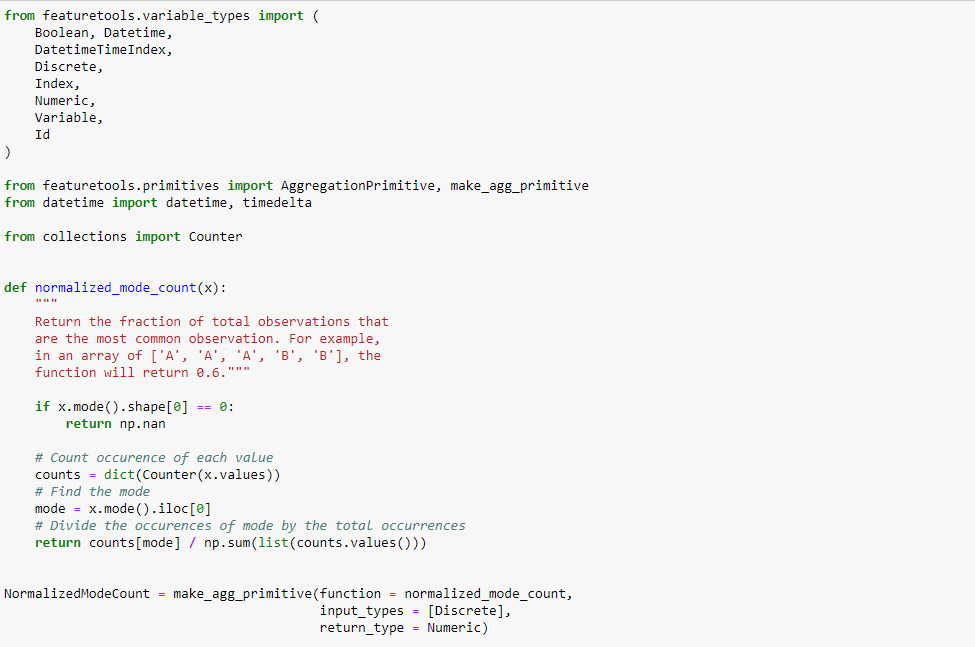 from featuretools.variable_types import (
    Boolean, Datetime,
    DatetimeTimeIndex,
    Discrete,
    Index,
    Numeric,
    Variable,
    Id
)
from featuretools.primitives import AggregationPrimitive, make_agg_primitive
from datetime import datetime, timedelta
from collections import Counter
def normalized_mode_count(x):
    """
    Return the fraction of total observations that
    are the most common observation. For example,
    in an array of ['A', 'A', 'A', 'B', 'B'], the
    function will return 0.6."""
    if x.mode().shape[0] == 0:
        return np.nan
    # Count occurence of each value
    counts = dict(Counter(x.values))
    # Find the mode
    mode = x.mode().iloc[0]
    # Divide the occurences of mode by the total occurrences
    return counts[mode] / np.sum(list(counts.values()))
NormalizedModeCount = make_agg_primitive(function = normalized_mode_count,
                                         input_types = [Discrete],
                                         return_type = Numeric)